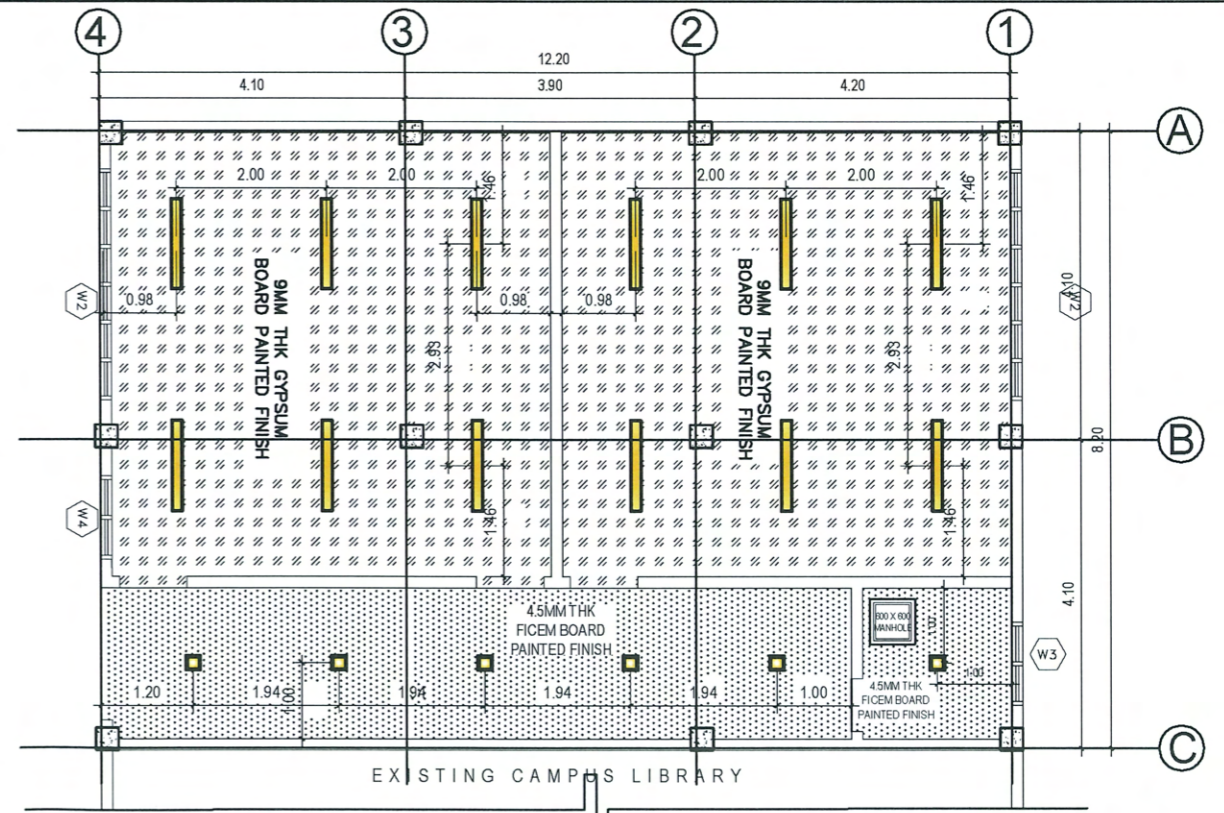 4
3
2
1
12.20
4.10
3.90
4.20
A
2.00
2.00
1.46
2.00
2.00
1.46
9MM THK GYPSUM
BOARD PAINTED FINISH
9MM THK GYPSUM
BOARD PAINTED FINISH
W2
0.98
0.98
0.98
W2
4.10
2.93
2.93
B
8.20
W4
1.46
1.46
4.10
4.5MM THK
FICEM BOARD
PAINTED FINISH
600 X 600
MANHOLE
1.00
W3
1.20
1.94
1.00
1.94
1.94
1.94
1.00
1.00
4.5MM THK
FICEM BOARD
PAINTED FINISH
C
EXISTING CAMPUS LIBRARY